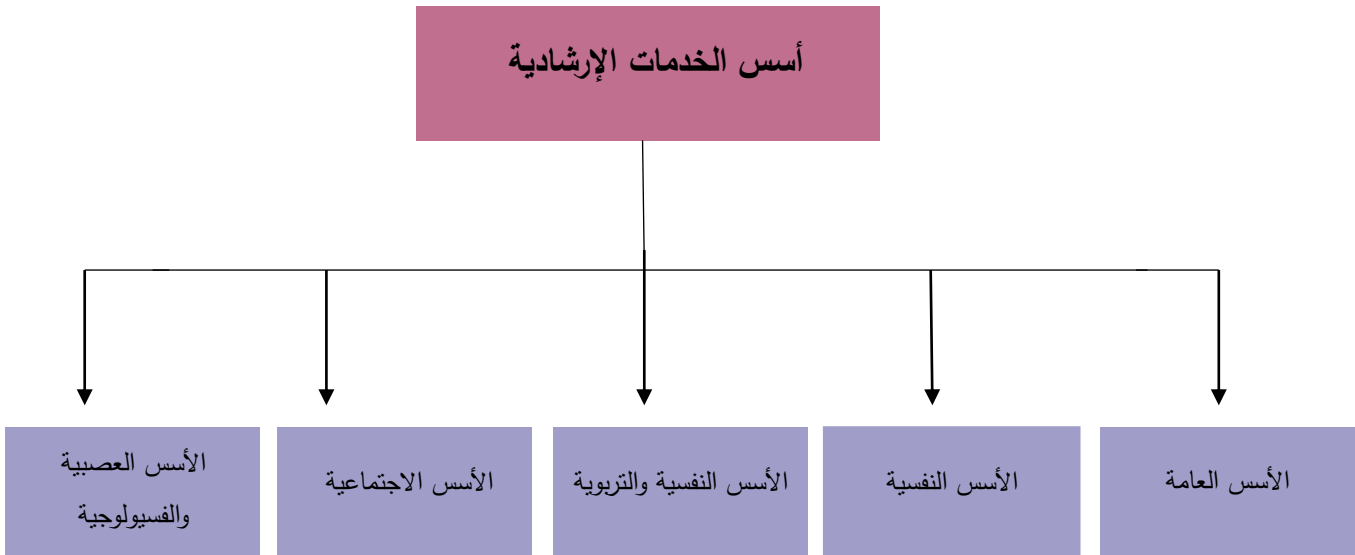 أسس الخدمات الإرشادية
الأسس العامة
الأسس النفسية
الأسس النفسية والتربوية
الأسس الاجتماعية
الأسس العصبية
والفسيولوجية